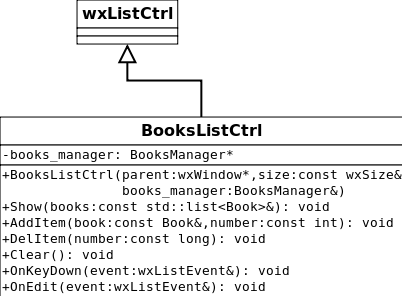 wxListCtrl
BooksListCtrl
-books_manager: BooksManager*
+BooksListCtrl(parent:wxWindow*,size:const wxSize&
books_manager:BooksManager&)
+Show(books:const std::list<Book>&): void
+AddItem(book:const Book&,number:const int): void
+DelItem(number:const long): void
+Clear(): void
+OnKeyDown(event:wxListEvent&): void
+OnEdit(event:wxListEvent&): void